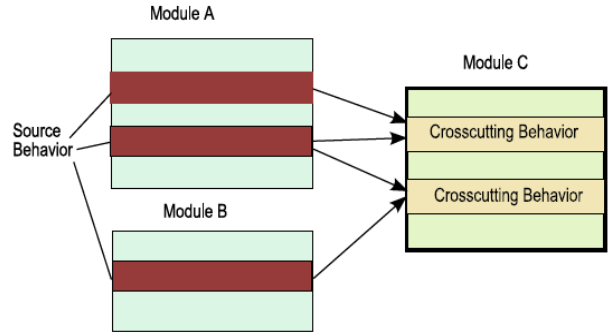 Module A
Module C
Source
Behavior
Crosscutting Behavior
Crosscutting Behavior
Module B